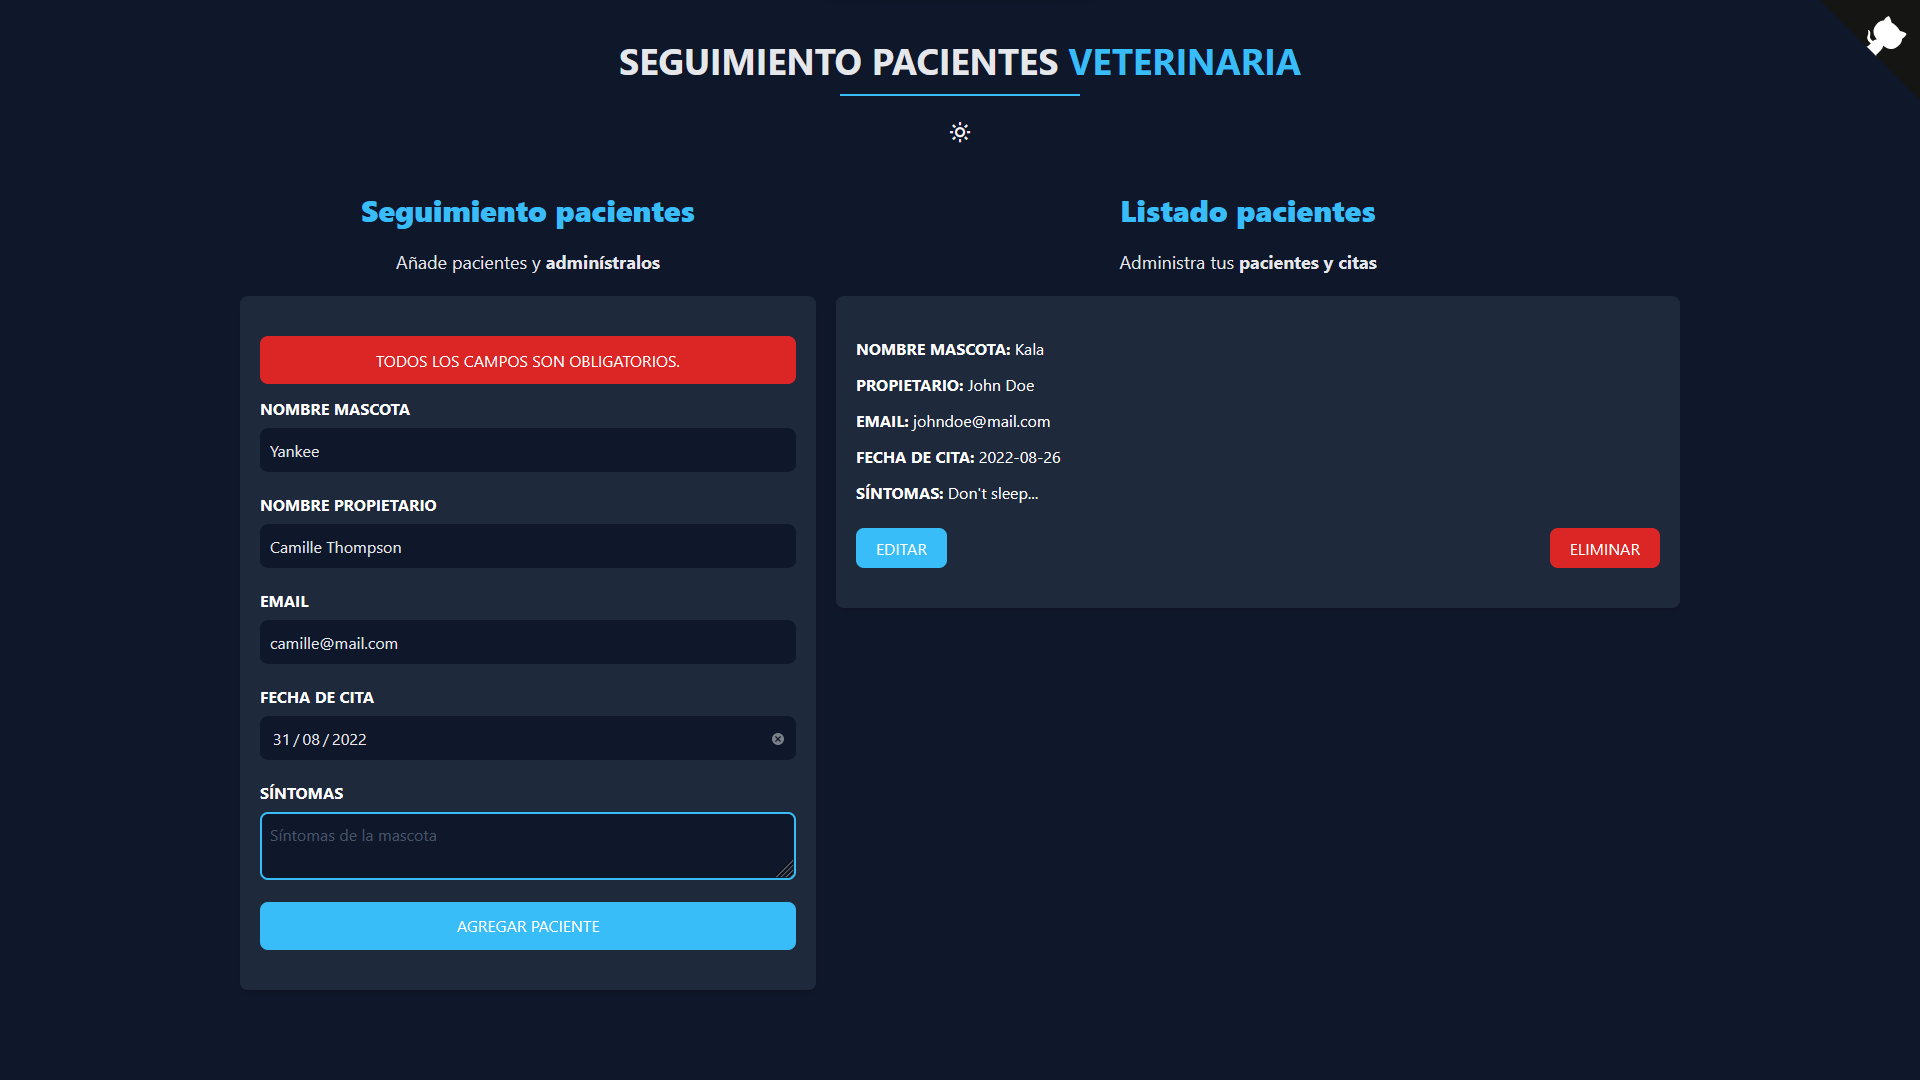 SEGUIMIENTO PACIENTES VETERINARIA
Seguimiento pacientes
Añade pacientes y adminístralos
TODOS LOS CAMPOS SON OBLIGATORIOS.
NOMBRE MASCOTA
Yankee
NOMBRE PROPIETARIO
Camille Thompson
EMAIL
camille@mail.com
FECHA DE CITA
31/08/2022
SÍNTOMAS
Síntomas de la mascota
AGREGAR PACIENTE
Listado pacientes
Administra tus pacientes y citas
NOMBRE MASCOTA: Kala
PROPIETARIO: John Doe
EMAIL: johndoe@mail.com
FECHA DE CITA: 2022-08-26
SÍNTOMAS: Don't sleep...
EDITAR
ELIMINAR